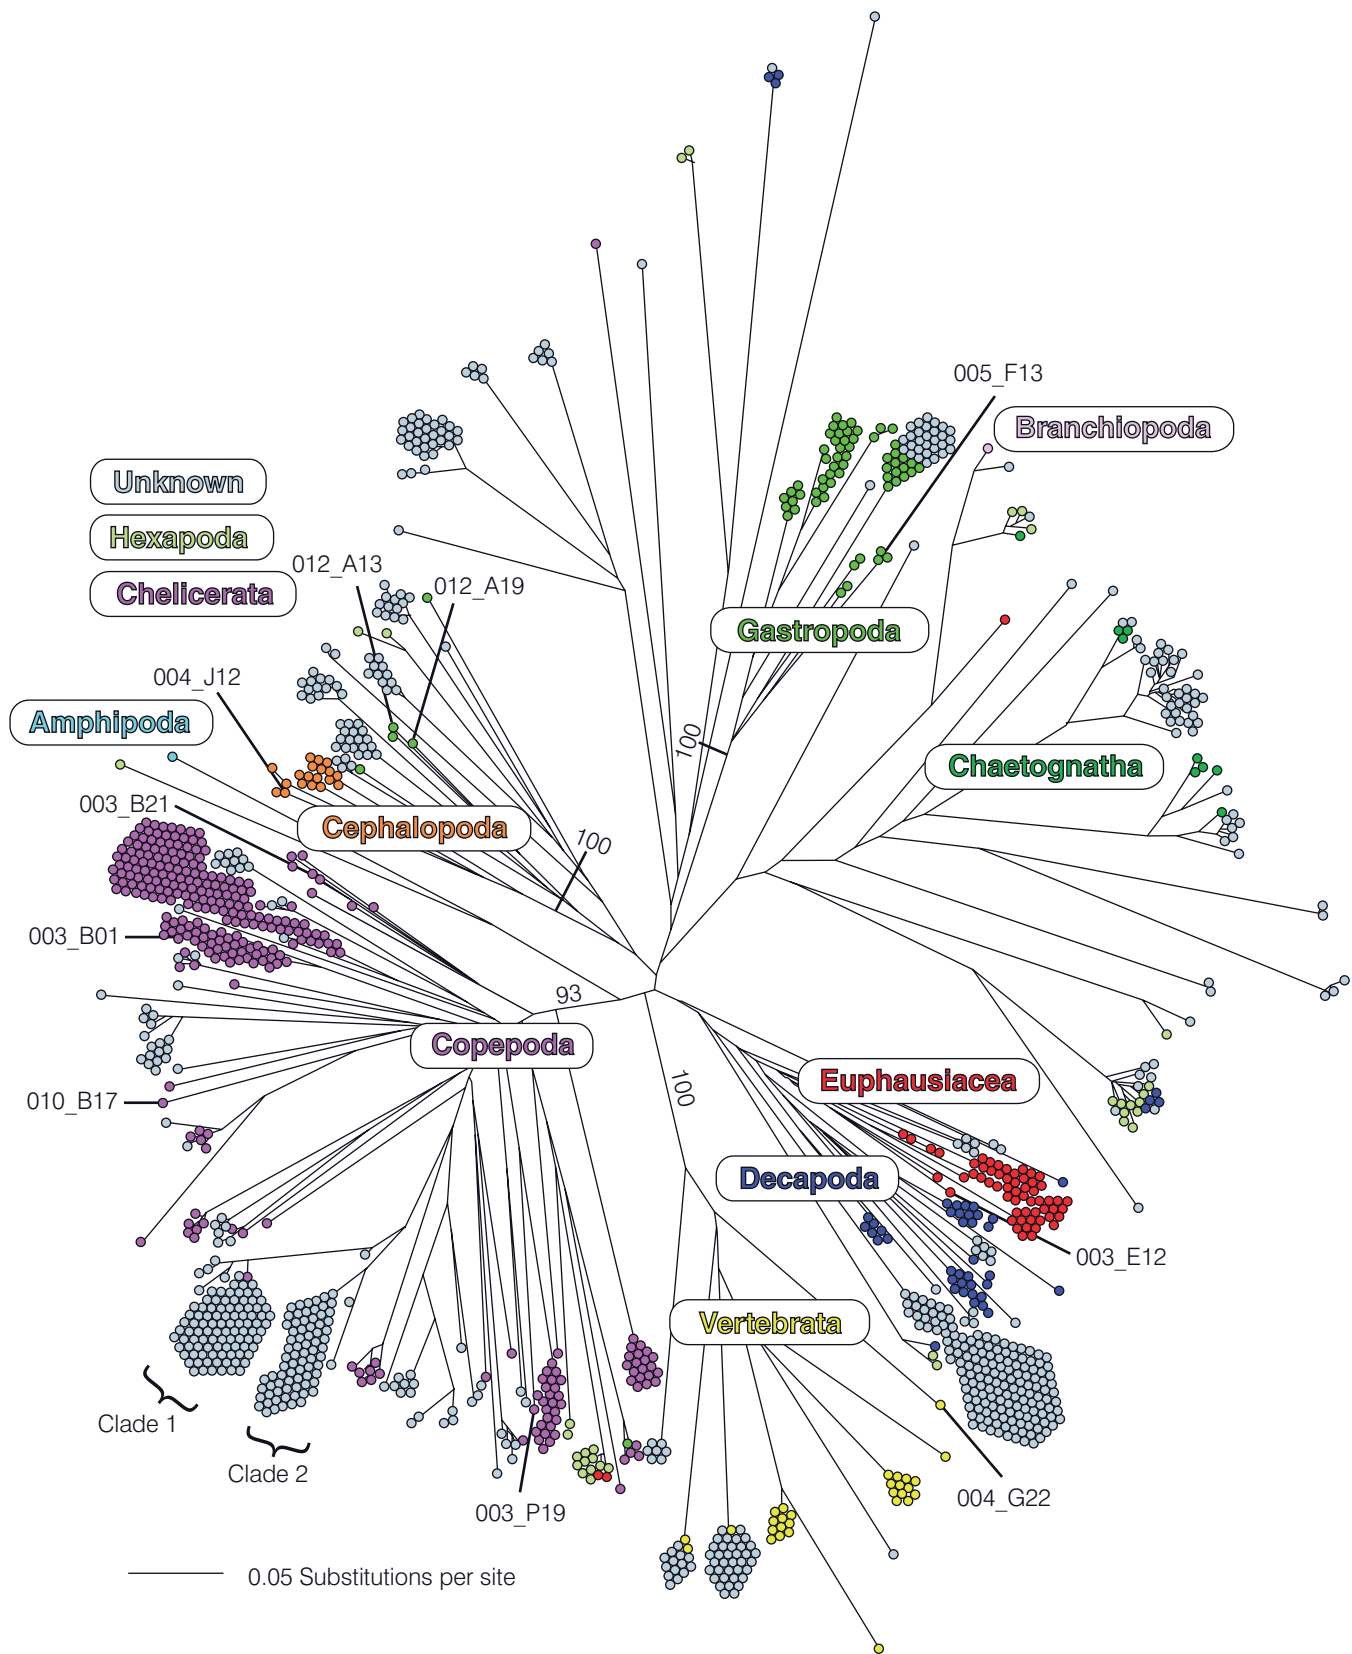 005_F13
Branchiopoda
Unknown
Hexapoda
Chelicerata
012_A13
012_A19
Gastropoda
004_J12
Amphipoda
100
Chaetognatha
003_B21
Cephalopoda
100
003_B01
93
Copepoda
Euphausiacea
010_B17
100
Decapoda
003_E12
Vertebrata
Clade 1
Clade 2
003_P19
004_G22
0.05 Substitutions per site